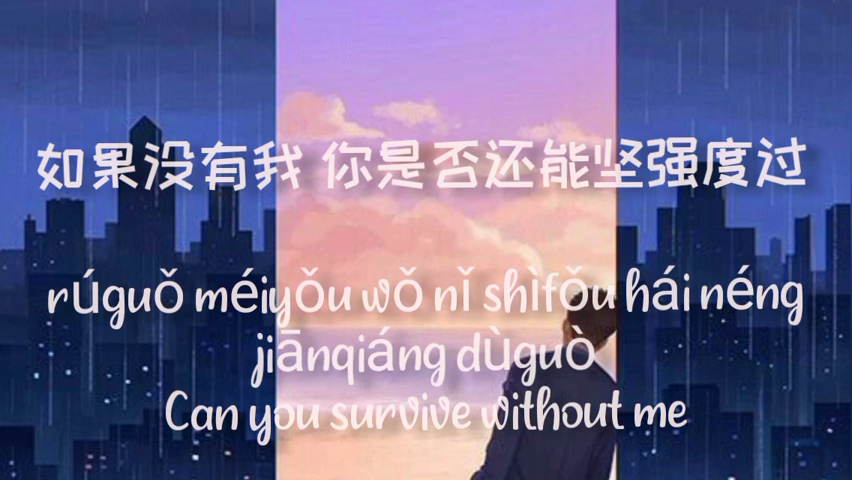 如果没有我 你是否还能坚强度过
rúguǒ méiyǒu wǒ nǐ shìfǒu hái néng
jiānqiáng dùguò
Can you survive without me